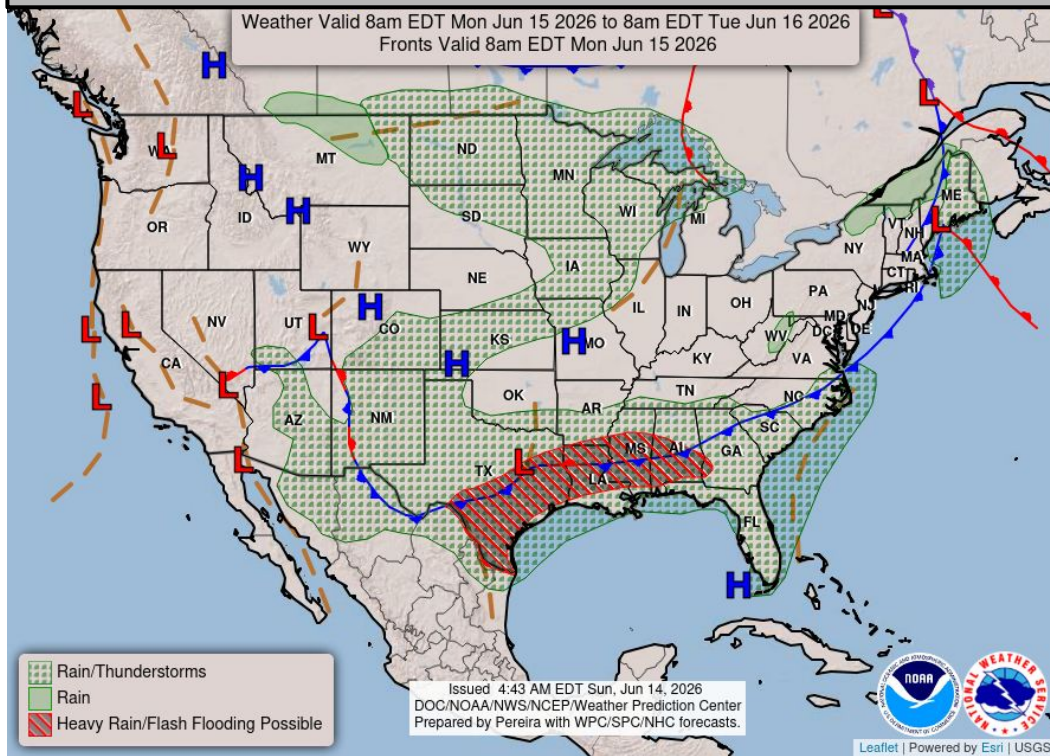 Weather Valid 8am EDT Mon Jun 15 2026 to 8am EDT Tue Jun 16 2026
Fronts Valid 8am EDT Mon Jun 15 2026
L
H
L
L
L
WA
MT
ND
MN
ME
H
ID
H
OR
SD
WI
MI
VT
NH
L
NY
MA
WY
CT
RI
NE
IA
PA
NJ
H
IL
IN
OH
MD
DE
DC
L
L
NV
UT
L
CO
KS
H
MO
WV
VA
CA
H
KY
L
L
AZ
NM
OK
AR
TN
NC
SC
L
TX
L
MS
AL
GA
LA
FL
H
Rain/Thunderstorms
Rain
Heavy Rain/Flash Flooding Possible
Issued 4:43 AM EDT Sun, Jun 14, 2026
DOC/NOAA/NWS/NCEP/Weather Prediction Center
Prepared by Pereira with WPC/SPC/NHC forecasts.
NOAA
NATIONAL WEATHER SERVICE
Leaflet | Powered by Esri | USGS